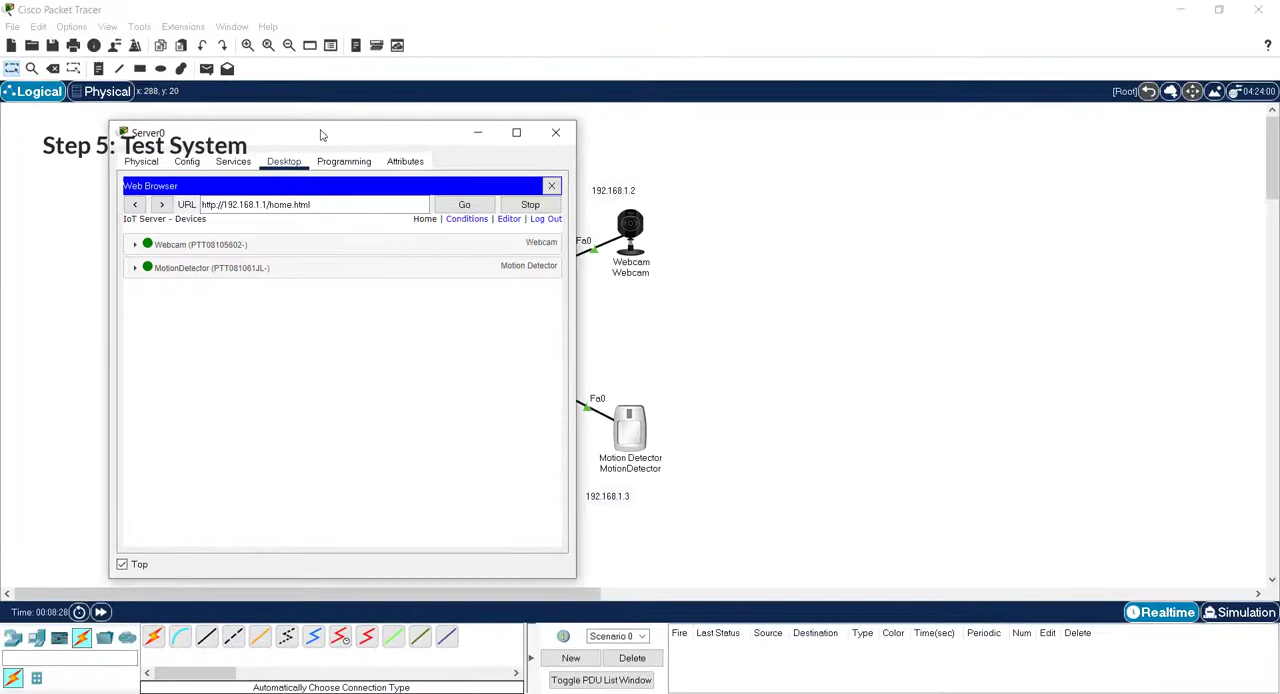 Cisco Packet Tracer
File Edit Options View Tools Extensions Window Help
?
Logical Physical x: 288, y: 20 [Root] 04:24:00
Server0
Step 5: Test System
Physical Config Services Desktop Programming Attributes
Web Browser X
< > URL http://192.168.1.1/home.html Go Stop
IoT Server - Devices Home | Conditions | Editor | Log Out
Webcam (PTT08105602-) Webcam
MotionDetector (PTT081061JL-) Motion Detector
Top
192.168.1.2
Fa0
Webcam
Webcam
Fa0
Motion Detector
MotionDetector
192.168.1.3
Time: 00:08:28 Realtime Simulation
Scenario 0 Fire Last Status Source Destination Type Color Time(sec) Periodic Num Edit Delete
New Delete
Toggle PDU List Window
Automatically Choose Connection Type